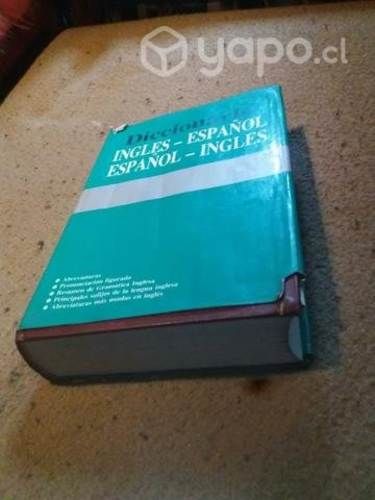 yapo.cl
Diccionario
INGLES - ESPAÑOL
ESPAÑOL - INGLES
Abreviaturas
Pronunciación figurada
Resumen de Gramática Inglesa
Principales sufijos de la lengua inglesa
Abreviaturas más usadas en inglés